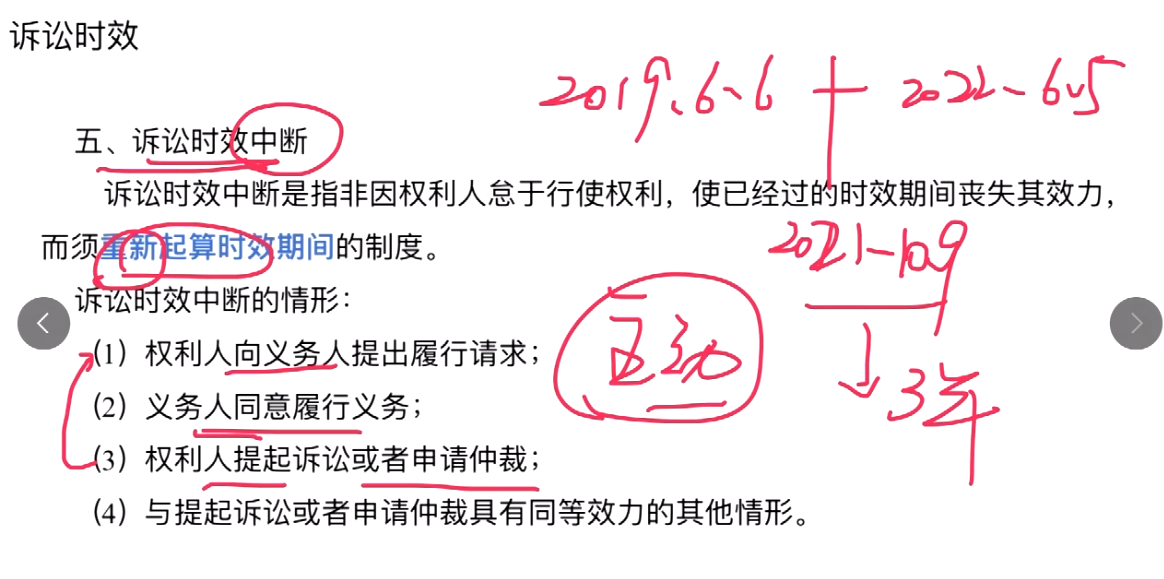 诉讼时效
2019.6、6 2022-6.5
五、诉讼时效中断
诉讼时效中断是指非因权利人怠于行使权利，使已经过的时效期间丧失其效力，
而须重新起算时效期间的制度。
2021-10.9
诉讼时效中断的情形：
（1）权利人向义务人提出履行请求；
互动
（2）义务人同意履行义务；
3年
（3）权利人提起诉讼或者申请仲裁；
（4）与提起诉讼或者申请仲裁具有同等效力的其他情形。